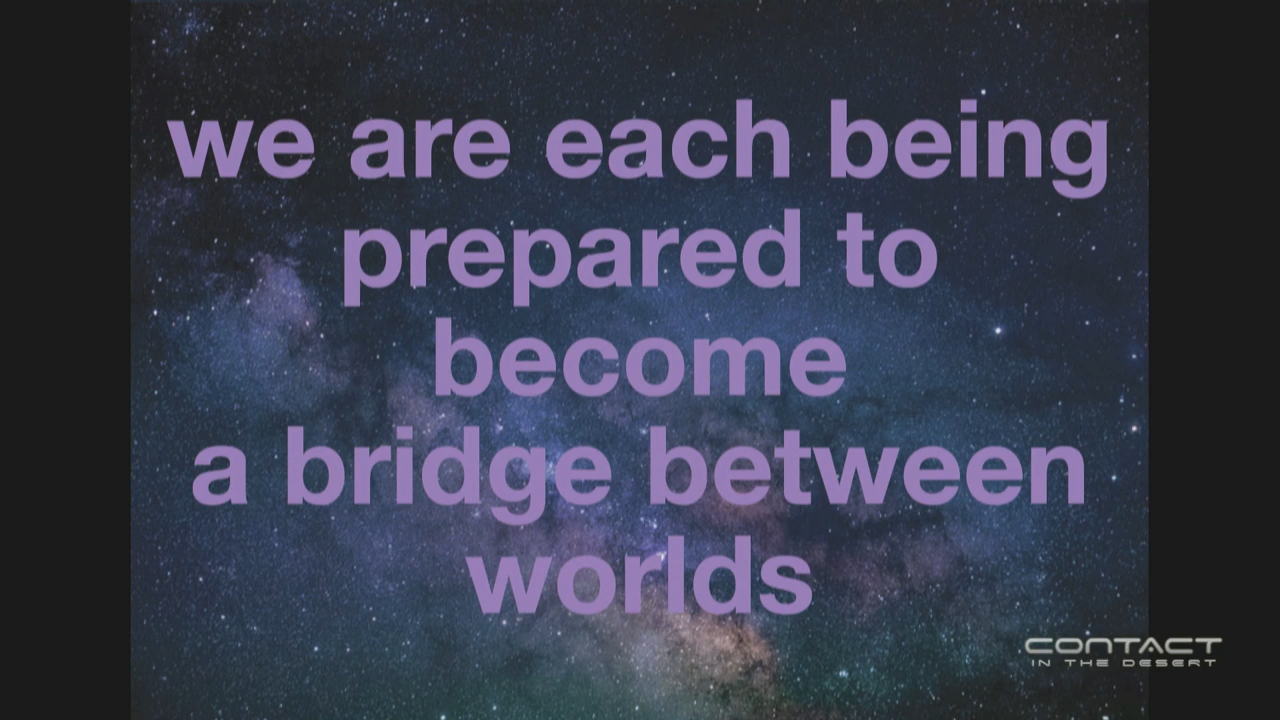 we are each being
prepared to
become
a bridge between
worlds
CONTACT
IN THE DESERT